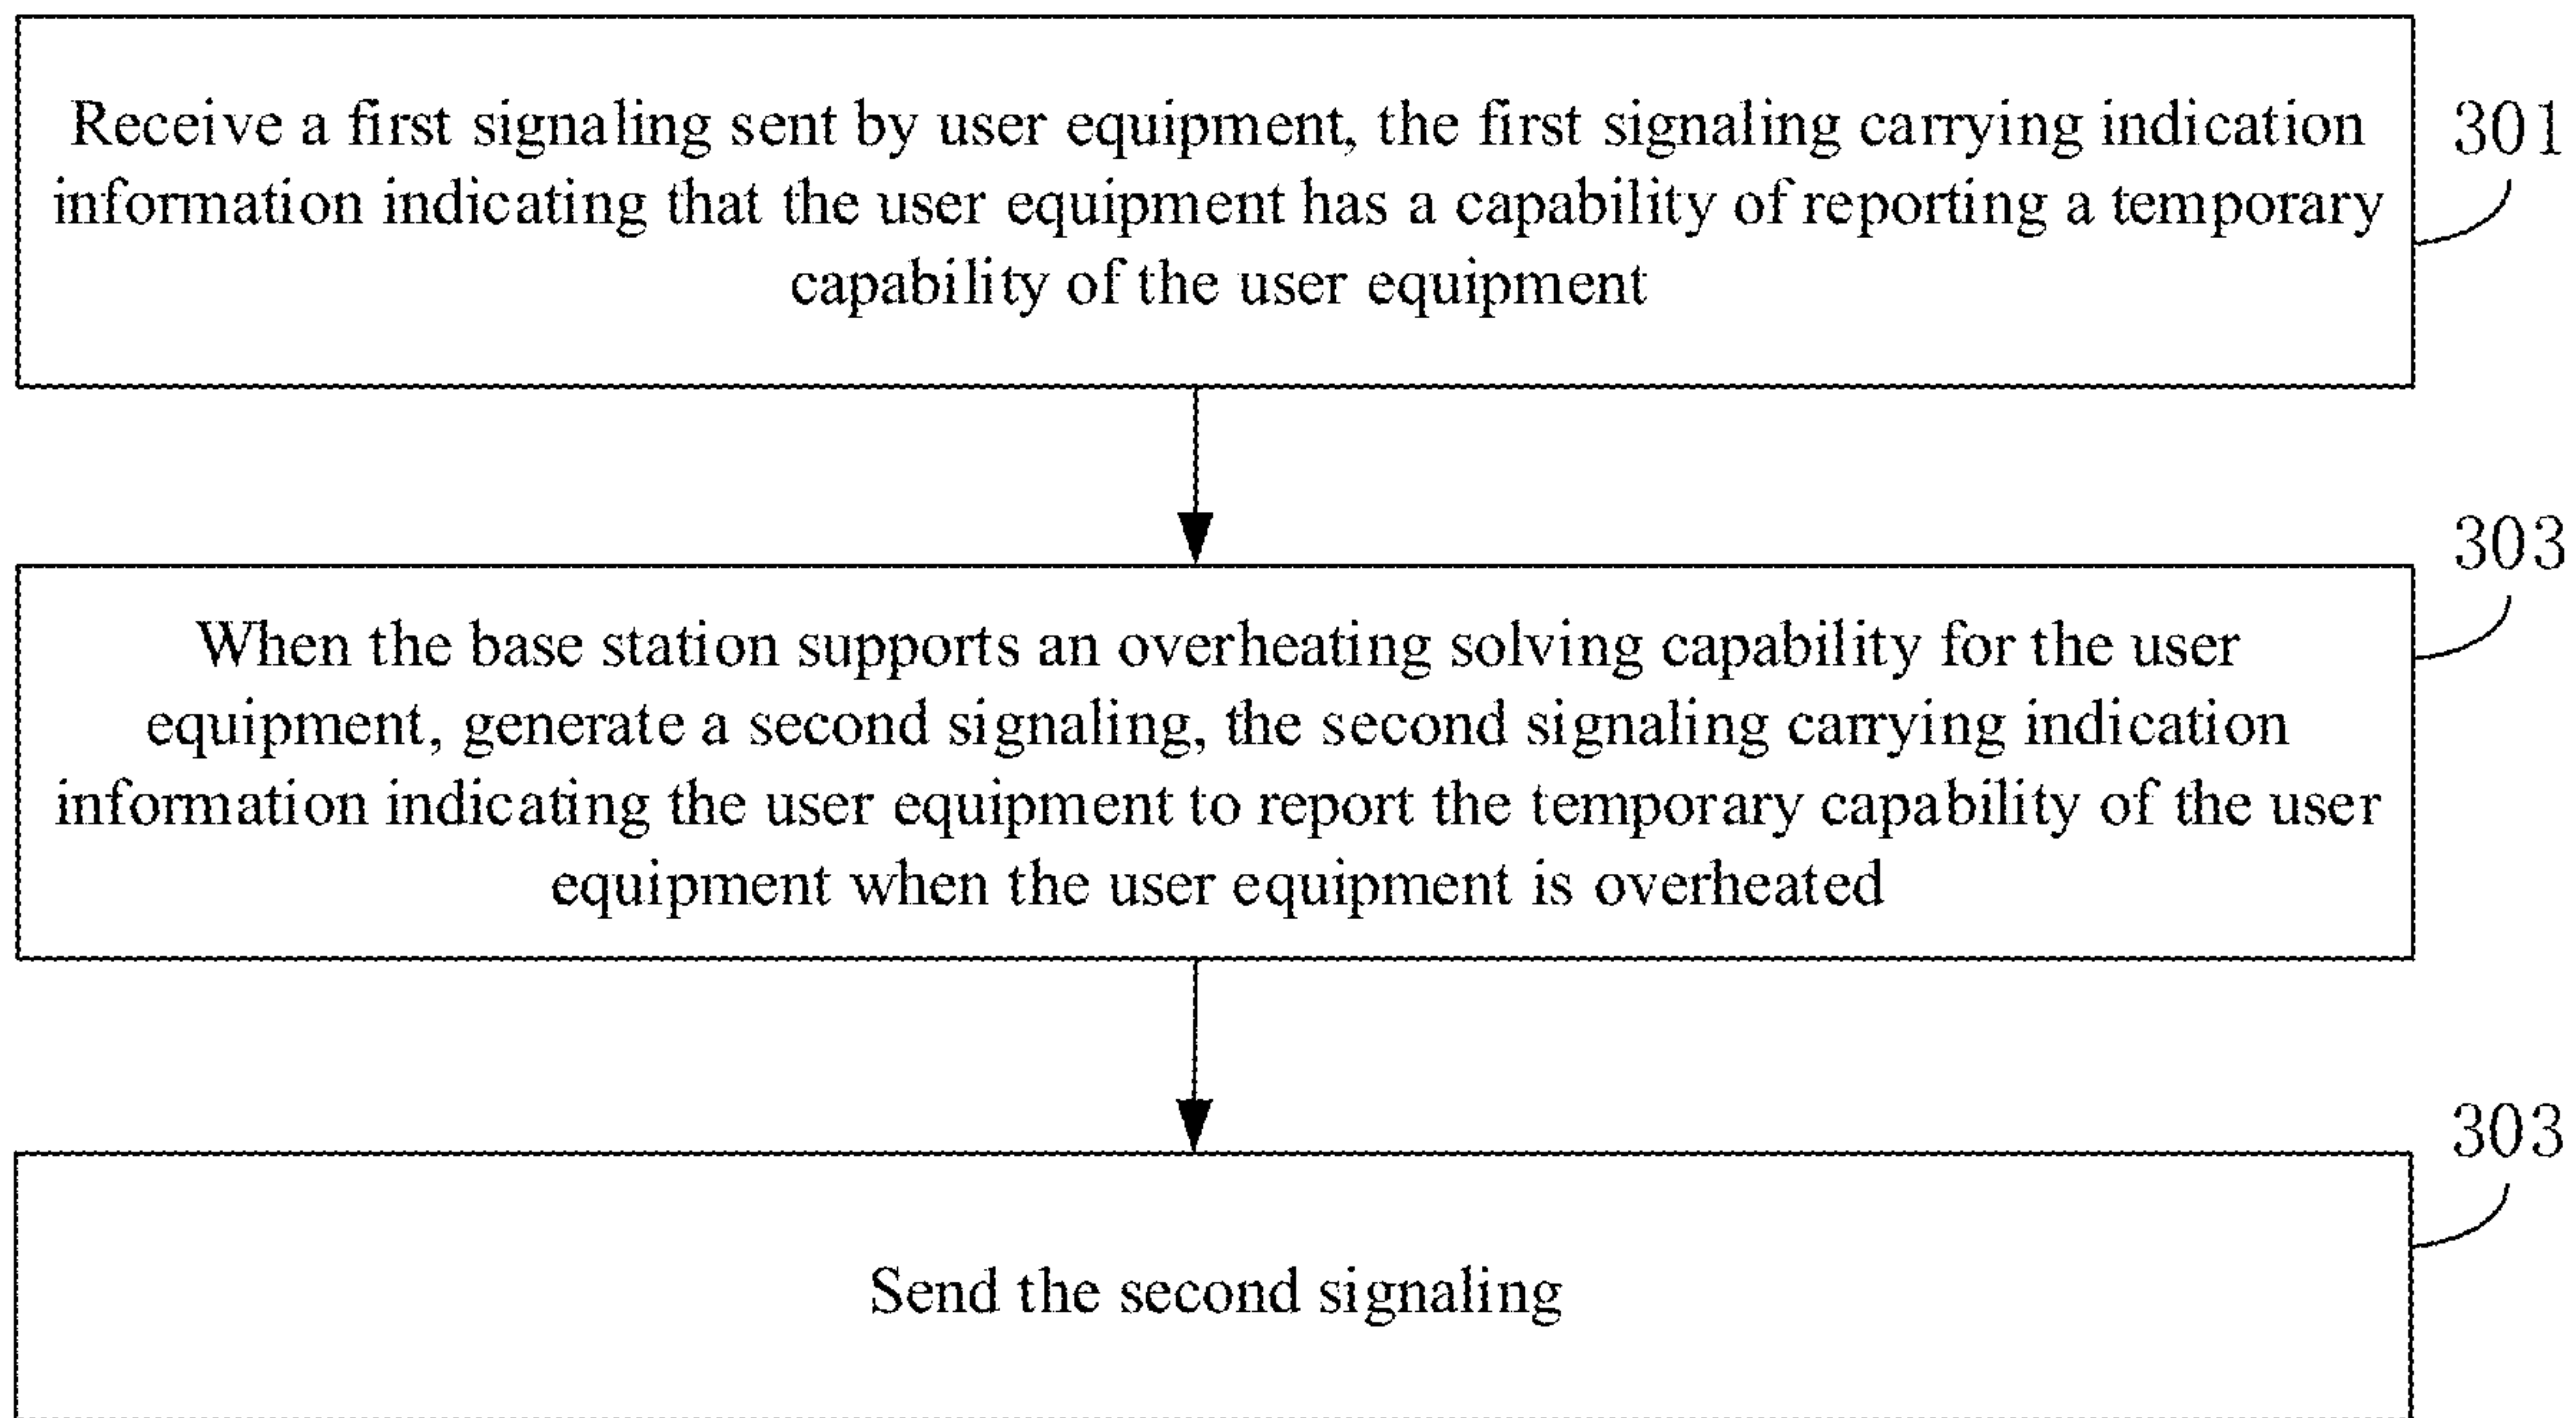 Receive a first signaling sent by user equipment, the first signaling carrying indication
information indicating that the user equipment has a capability of reporting a temporary
capability of the user equipment
301
When the base station supports an overheating solving capability for the user
equipment, generate a second signaling, the second signaling carrying indication
information indicating the user equipment to report the temporary capability of the user
equipment when the user equipment is overheated
303
Send the second signaling
303